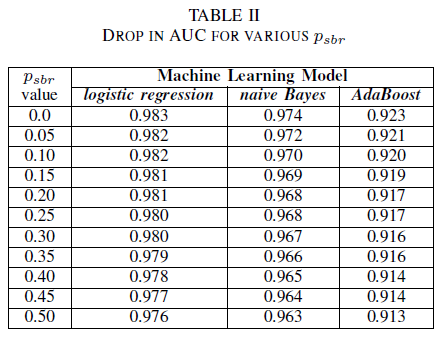 TABLE II
DROP IN AUC FOR VARIOUS p_sbr
p_sbr Machine Learning Model
value logistic regression naive Bayes AdaBoost
0.0 0.983 0.974 0.923
0.05 0.982 0.972 0.921
0.10 0.982 0.970 0.920
0.15 0.981 0.969 0.919
0.20 0.981 0.968 0.917
0.25 0.980 0.968 0.917
0.30 0.980 0.967 0.916
0.35 0.979 0.966 0.916
0.40 0.978 0.965 0.914
0.45 0.977 0.964 0.914
0.50 0.976 0.963 0.913